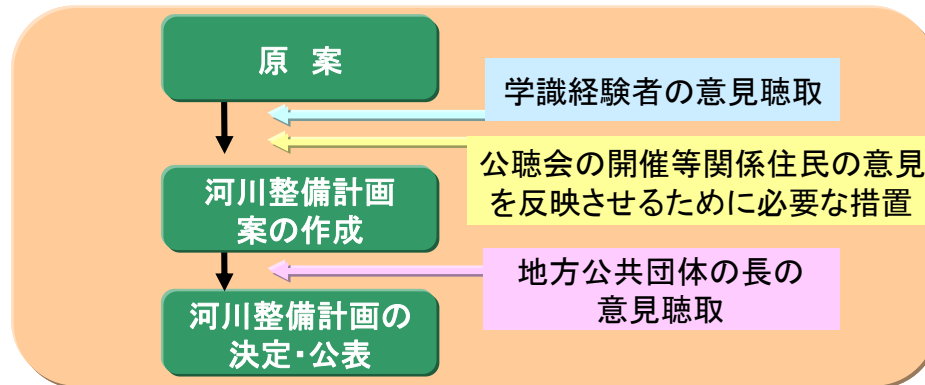 原 案
学識経験者の意見聴取
公聴会の開催等関係住民の意見
を反映させるために必要な措置
河川整備計画
案の作成
地方公共団体の長の
意見聴取
河川整備計画の
決定・公表